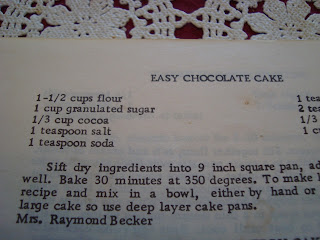 EASY CHOCOLATE CAKE
1-1/2 cups flour
1 cup granulated sugar
1/3 cup cocoa
1 teaspoon salt
1 teaspoon soda
1 tea
2 tea
1/3
1 c
Sift dry ingredients into 9 inch square pan, ad
well. Bake 30 minutes at 350 degrees. To make l
recipe and mix in a bowl, either by hand or
large cake so use deep layer cake pans.
Mrs. Raymond Becker